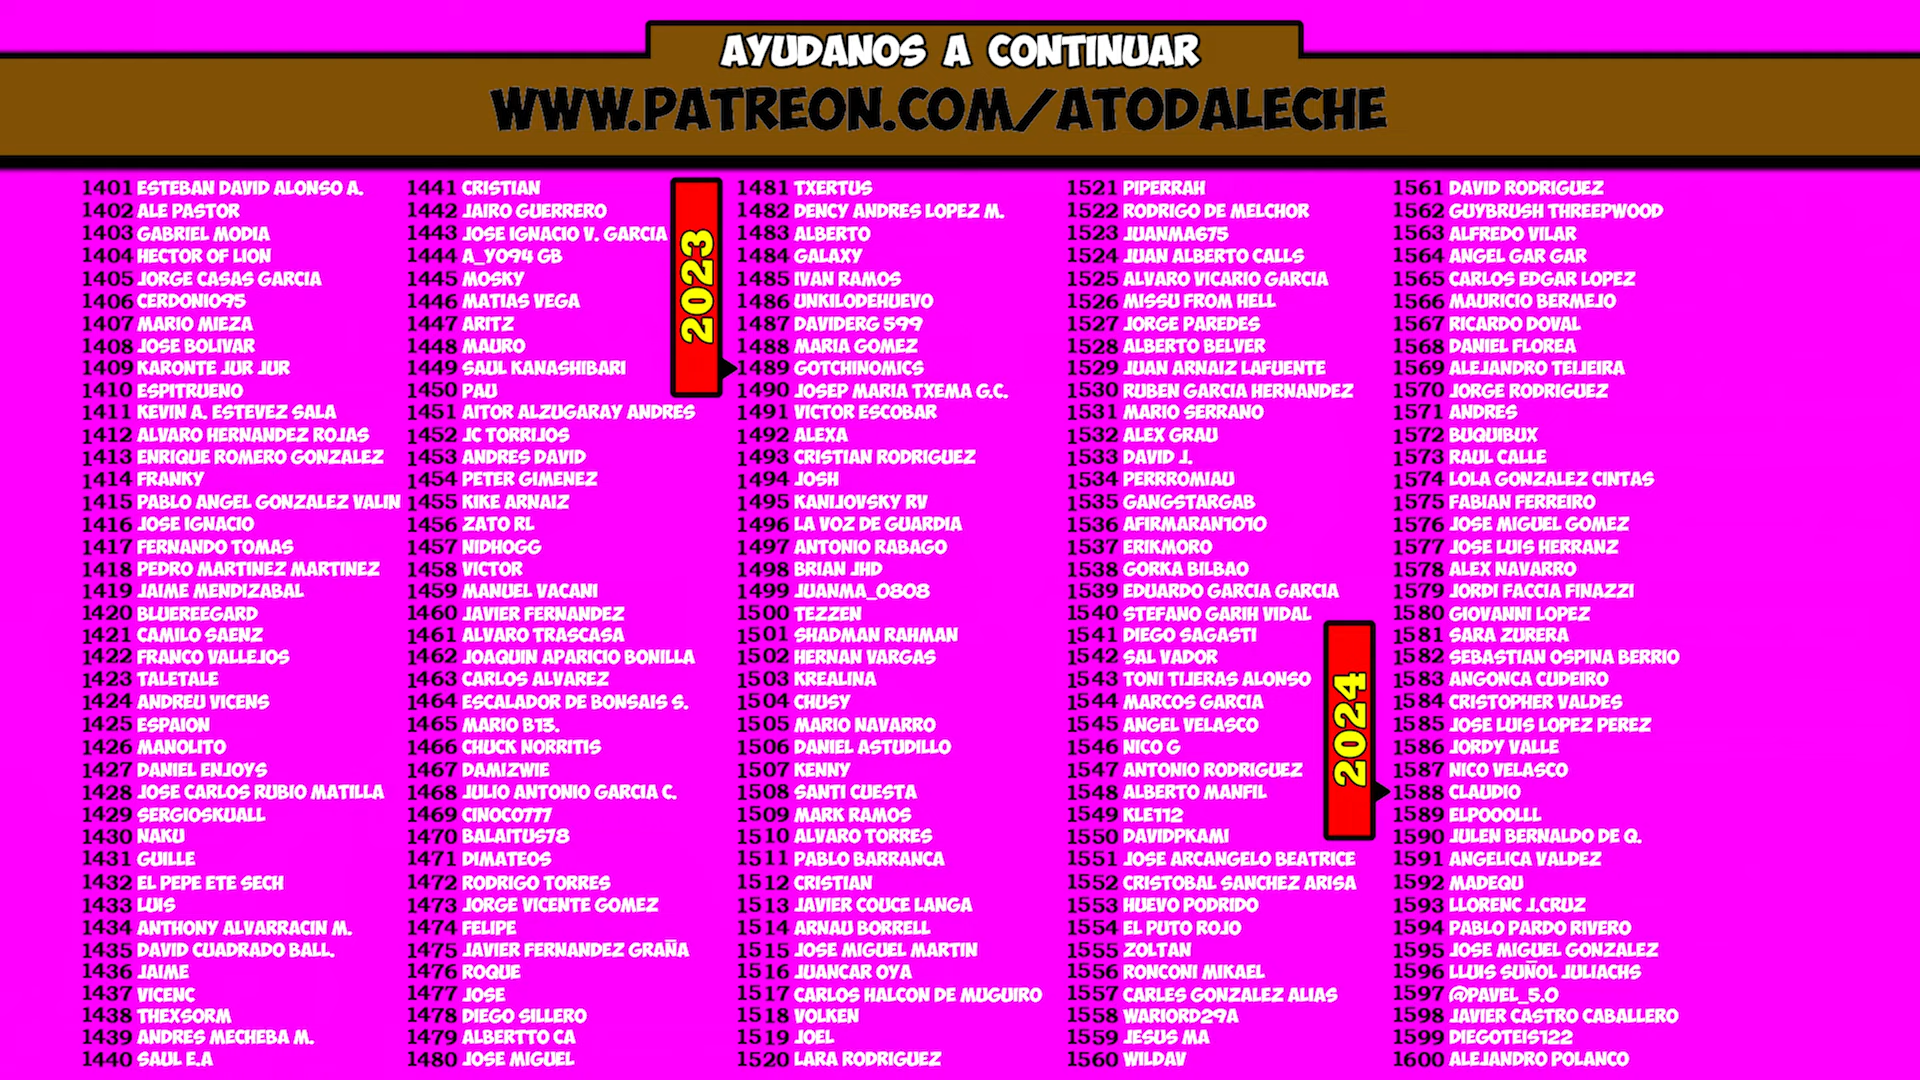 AYUDANOS A CONTINUAR
WWW.PATREON.COM/ATODALECHE
1401 ESTEBAN DAVID ALONSO A.
1402 ALE PASTOR
1403 GABRIEL MODIA
1404 HECTOR OF LION
1405 JORGE CASAS GARCIA
1406 CERDONIO95
1407 MARIO MIEZA
1408 JOSE BOLIVAR
1409 KARONTE JUR JUR
1410 ESPITRUENO
1411 KEVIN A. ESTEVEZ SALA
1412 ALVARO HERNANDEZ ROJAS
1413 ENRIQUE ROMERO GONZALEZ
1414 FRANKY
1415 PABLO ANGEL GONZALEZ VALIN
1416 JOSE IGNACIO
1417 FERNANDO TOMAS
1418 PEDRO MARTINEZ MARTINEZ
1419 JAIME MENDIZABAL
1420 BLUEREEGARD
1421 CAMILO SAENZ
1422 FRANCO VALLEJOS
1423 TALETALE
1424 ANDREU VICENS
1425 ESPAION
1426 MANOLITO
1427 DANIEL ENJOYS
1428 JOSE CARLOS RUBIO MATILLA
1429 SERGIOSKUALL
1430 NAKU
1431 GUILLE
1432 EL PEPE ETE SECH
1433 LUIS
1434 ANTHONY ALVARRACIN M.
1435 DAVID CUADRADO BALL.
1436 JAIME
1437 VICENC
1438 THEXSORM
1439 ANDRES MECHEBA M.
1440 SAUL E.A
1441 CRISTIAN
1442 JAIRO GUERRERO
1443 JOSE IGNACIO V. GARCIA
1444 A_YO94 GB
1445 MOSKY
1446 MATIAS VEGA
1447 ARITZ
1448 MAURO
1449 SAUL KANASHIBARI
1450 PAU
1451 AITOR ALZUGARAY ANDRES
1452 JC TORRIJOS
1453 ANDRES DAVID
1454 PETER GIMENEZ
1455 KIKE ARNAIZ
1456 ZATO RL
1457 NIDHOGG
1458 VICTOR
1459 MANUEL VACANI
1460 JAVIER FERNANDEZ
1461 ALVARO TRASCASA
1462 JOAQUIN APARICIO BONILLA
1463 CARLOS ALVAREZ
1464 ESCALADOR DE BONSAIS S.
1465 MARIO B13.
1466 CHUCK NORRITIS
1467 DAMIZWIE
1468 JULIO ANTONIO GARCIA C.
1469 CINOCO777
1470 BALAITUS78
1471 DIMATEOS
1472 RODRIGO TORRES
1473 JORGE VICENTE GOMEZ
1474 FELIPE
1475 JAVIER FERNANDEZ GRAÑA
1476 ROQUE
1477 JOSE
1478 DIEGO SILLERO
1479 ALBERTTO CA
1480 JOSE MIGUEL
2023
1481 TXERTUS
1482 DENCY ANDRES LOPEZ M.
1483 ALBERTO
1484 GALAXY
1485 IVAN RAMOS
1486 UNKILODEHUEVO
1487 DAVIDERG 599
1488 MARIA GOMEZ
1489 GOTCHINOMICS
1490 JOSEP MARIA TXEMA G.C.
1491 VICTOR ESCOBAR
1492 ALEXA
1493 CRISTIAN RODRIGUEZ
1494 JOSH
1495 KANIJOVSKY RV
1496 LA VOZ DE GUARDIA
1497 ANTONIO RABAGO
1498 BRIAN JHD
1499 JUANMA_0808
1500 TEZZEN
1501 SHADMAN RAHMAN
1502 HERNAN VARGAS
1503 KREALINA
1504 CHUSY
1505 MARIO NAVARRO
1506 DANIEL ASTUDILLO
1507 KENNY
1508 SANTI CUESTA
1509 MARK RAMOS
1510 ALVARO TORRES
1511 PABLO BARRANCA
1512 CRISTIAN
1513 JAVIER COUCE LANGA
1514 ARNAU BORRELL
1515 JOSE MIGUEL MARTIN
1516 JUANCAR OYA
1517 CARLOS HALCON DE MUGUIRO
1518 VOLKEN
1519 JOEL
1520 LARA RODRIGUEZ
1521 PIPERRAH
1522 RODRIGO DE MELCHOR
1523 JUANMA675
1524 JUAN ALBERTO CALLS
1525 ALVARO VICARIO GARCIA
1526 MISSU FROM HELL
1527 JORGE PAREDES
1528 ALBERTO BELVER
1529 JUAN ARNAIZ LAFUENTE
1530 RUBEN GARCIA HERNANDEZ
1531 MARIO SERRANO
1532 ALEX GRAU
1533 DAVID J.
1534 PERRROMIAU
1535 GANGSTARGAB
1536 AFIRMARAN1010
1537 ERIKMORO
1538 GORKA BILBAO
1539 EDUARDO GARCIA GARCIA
1540 STEFANO GARIH VIDAL
1541 DIEGO SAGASTI
1542 SAL VADOR
1543 TONI TIJERAS ALONSO
1544 MARCOS GARCIA
1545 ANGEL VELASCO
1546 NICO G
1547 ANTONIO RODRIGUEZ
1548 ALBERTO MANFIL
1549 KLE112
1550 DAVIDPKAMI
1551 JOSE ARCANGELO BEATRICE
1552 CRISTOBAL SANCHEZ ARISA
1553 HUEVO PODRIDO
1554 EL PUTO ROJO
1555 ZOLTAN
1556 RONCONI MIKAEL
1557 CARLES GONZALEZ ALIAS
1558 WARIORD29A
1559 JESUS MA
1560 WILDAV
2024
1561 DAVID RODRIGUEZ
1562 GUYBRUSH THREEPWOOD
1563 ALFREDO VILAR
1564 ANGEL GAR GAR
1565 CARLOS EDGAR LOPEZ
1566 MAURICIO BERMEJO
1567 RICARDO DOVAL
1568 DANIEL FLOREA
1569 ALEJANDRO TEIJEIRA
1570 JORGE RODRIGUEZ
1571 ANDRES
1572 BUQUIBUX
1573 RAUL CALLE
1574 LOLA GONZALEZ CINTAS
1575 FABIAN FERREIRO
1576 JOSE MIGUEL GOMEZ
1577 JOSE LUIS HERRANZ
1578 ALEX NAVARRO
1579 JORDI FACCIA FINAZZI
1580 GIOVANNI LOPEZ
1581 SARA ZURERA
1582 SEBASTIAN OSPINA BERRIO
1583 ANGONCA CUDEIRO
1584 CRISTOPHER VALDES
1585 JOSE LUIS LOPEZ PEREZ
1586 JORDY VALLE
1587 NICO VELASCO
1588 CLAUDIO
1589 ELPOOOLLL
1590 JULEN BERNALDO DE Q.
1591 ANGELICA VALDEZ
1592 MADEQU
1593 LLORENC J.CRUZ
1594 PABLO PARDO RIVERO
1595 JOSE MIGUEL GONZALEZ
1596 LLUIS SUÑOL JULIACHS
1597 @PAVEL_5.0
1598 JAVIER CASTRO CABALLERO
1599 DIEGOTEIS122
1600 ALEJANDRO POLANCO